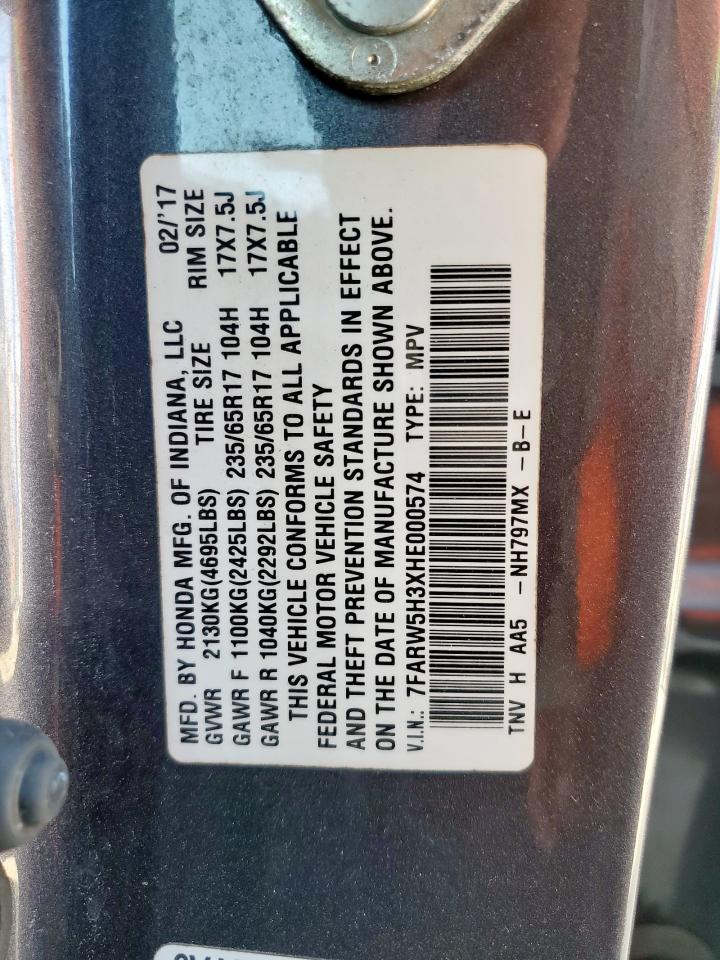 MFD. BY HONDA MFG. OF INDIANA, LLC 02/'17
GVWR 2130KG(4695LBS) TIRE SIZE RIM SIZE
GAWR F 1100KG(2425LBS) 235/65R17 104H 17X7.5J
GAWR R 1040KG(2292LBS) 235/65R17 104H 17X7.5J
THIS VEHICLE CONFORMS TO ALL APPLICABLE
FEDERAL MOTOR VEHICLE SAFETY
AND THEFT PREVENTION STANDARDS IN EFFECT
ON THE DATE OF MANUFACTURE SHOWN ABOVE.
V.I.N.: 7FARW5H3XHE000574 TYPE: MPV
TNV H AA5 -NH797MX -B-E